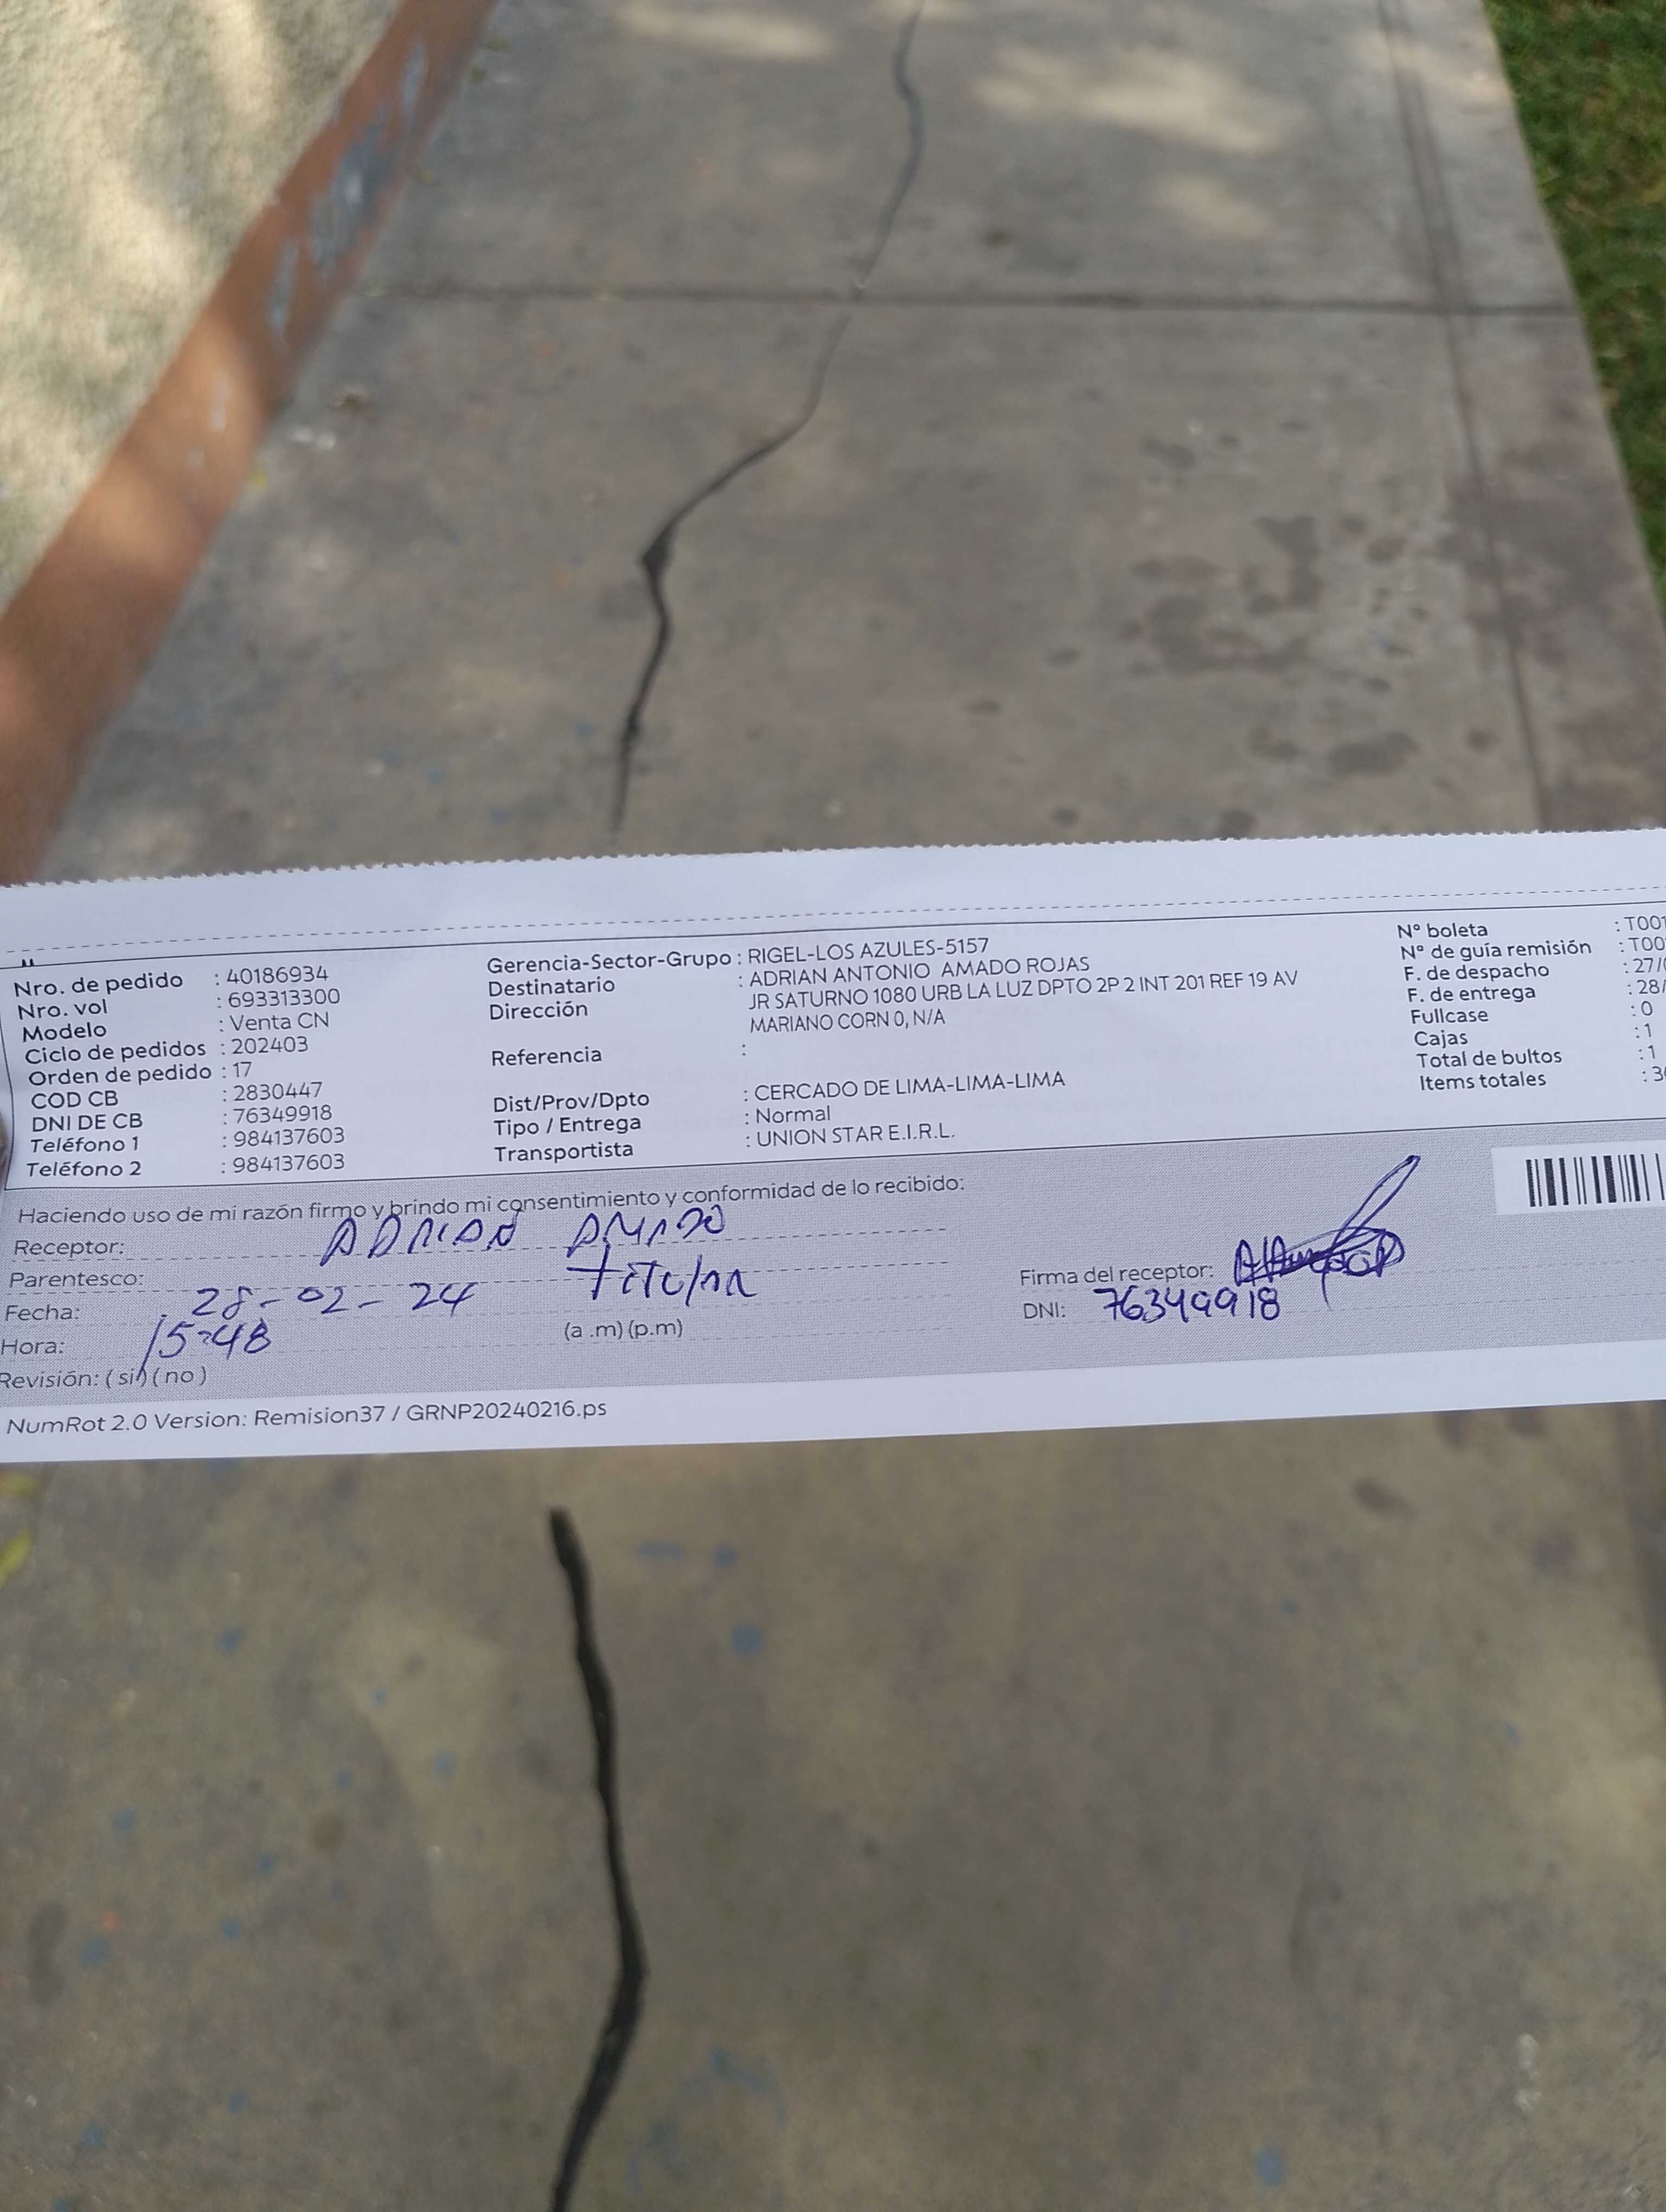 Nro. de pedido : 40186934
Nro. vol : 693313300
Modelo : Venta CN
Ciclo de pedidos : 202403
Orden de pedido : 17
COD CB : 2830447
DNI DE CB : 76349918
Teléfono 1 : 984137603
Teléfono 2 : 984137603
Gerencia-Sector-Grupo : RIGEL-LOS AZULES-5157
Destinatario : ADRIAN ANTONIO AMADO ROJAS
Dirección JR SATURNO 1080 URB LA LUZ DPTO 2P 2 INT 201 REF 19 AV
MARIANO CORN 0, N/A
Referencia :
Dist/Prov/Dpto : CERCADO DE LIMA-LIMA-LIMA
Tipo / Entrega : Normal
Transportista : UNION STAR E.I.R.L.
Nº boleta : T001
Nº de guía remisión : T00
F. de despacho : 27/
F. de entrega : 28/
Fullcase : 0
Cajas : 1
Total de bultos : 1
Items totales : 3
Haciendo uso de mi razón firmo y brindo mi consentimiento y conformidad de lo recibido:
Receptor: ADRIAN AMADO
Parentesco: titular
Fecha: 28-02-24
Hora: 15:48 (a .m) (p.m)
Revisión: ( si ) ( no )
Firma del receptor:
DNI: 76349918
NumRot 2.0 Version: Remision37 / GRNP20240216.ps